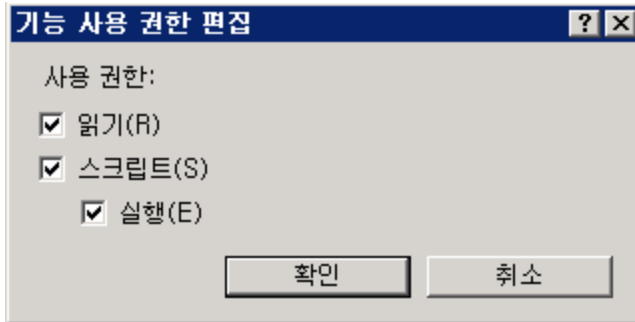 기능 사용 권한 편집
사용 권한:
읽기(R)
스크립트(S)
실행(E)
확인 취소